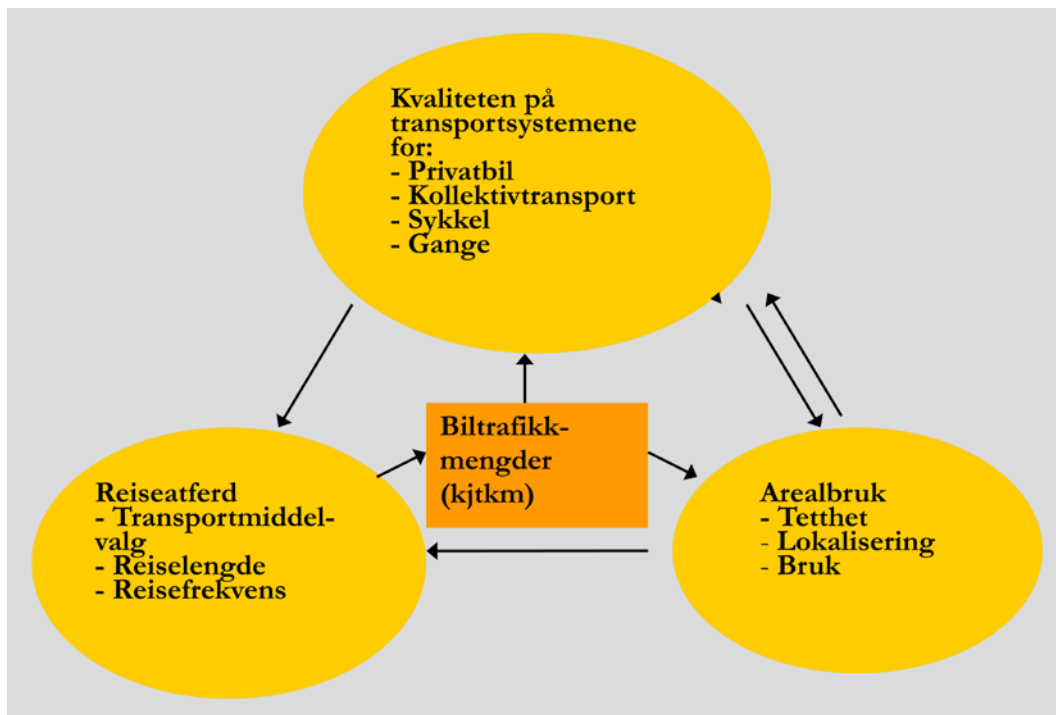 Kvaliteten på
transportsystemene
for:
- Privatbil
- Kollektivtransport
- Sykkel
- Gange
Biltrafikk-
mengder
(kjtkm)
Reiseatferd
- Transportmiddel-
valg
- Reiselengde
- Reisefrekvens
Arealbruk
- Tetthet
- Lokalisering
- Bruk